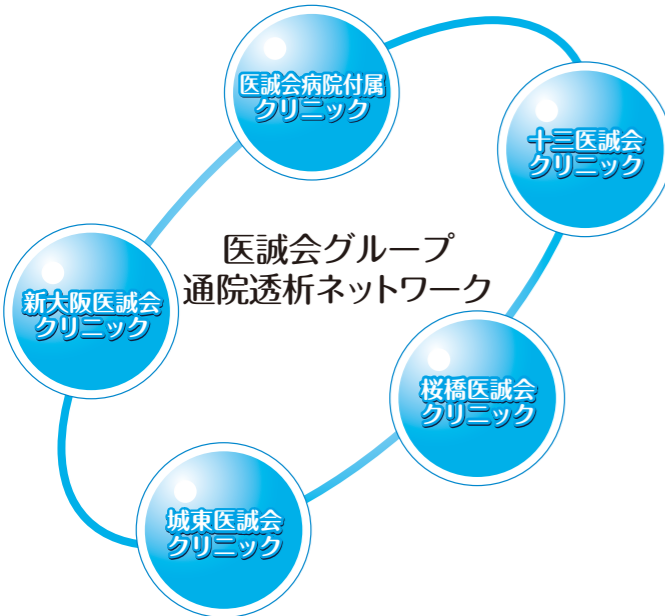 医誠会病院付属
クリニック
十三医誠会
クリニック
医誠会グループ
通院透析ネットワーク
新大阪医誠会
クリニック
桜橋医誠会
クリニック
城東医誠会
クリニック